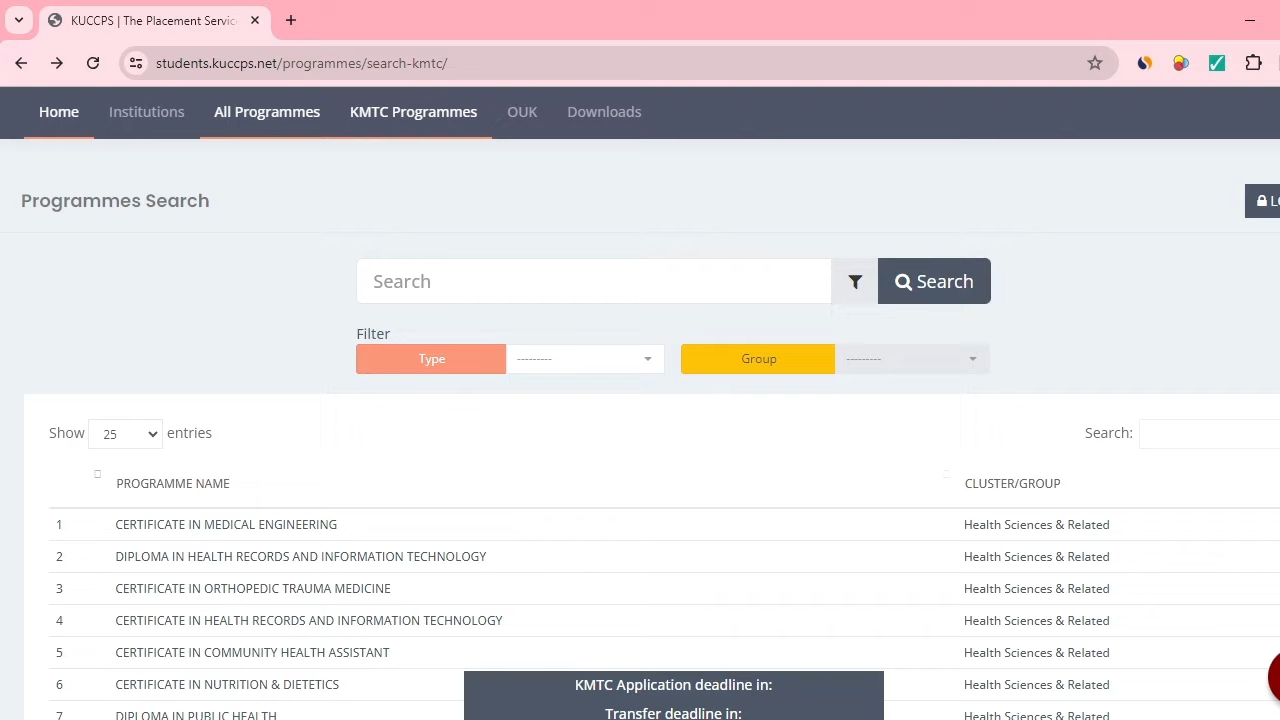 KUCCPS | The Placement Servic
students.kuccps.net/programmes/search-kmtc/
Home Institutions All Programmes KMTC Programmes OUK Downloads
Programmes Search
Search Search
Filter
Type --------- Group ---------
Show 25 entries Search:
PROGRAMME NAME CLUSTER/GROUP
1 CERTIFICATE IN MEDICAL ENGINEERING Health Sciences & Related
2 DIPLOMA IN HEALTH RECORDS AND INFORMATION TECHNOLOGY Health Sciences & Related
3 CERTIFICATE IN ORTHOPEDIC TRAUMA MEDICINE Health Sciences & Related
4 CERTIFICATE IN HEALTH RECORDS AND INFORMATION TECHNOLOGY Health Sciences & Related
5 CERTIFICATE IN COMMUNITY HEALTH ASSISTANT Health Sciences & Related
6 CERTIFICATE IN NUTRITION & DIETETICS Health Sciences & Related
KMTC Application deadline in:
7 DIPLOMA IN PUBLIC HEALTH Health Sciences & Related
Transfer deadline in: